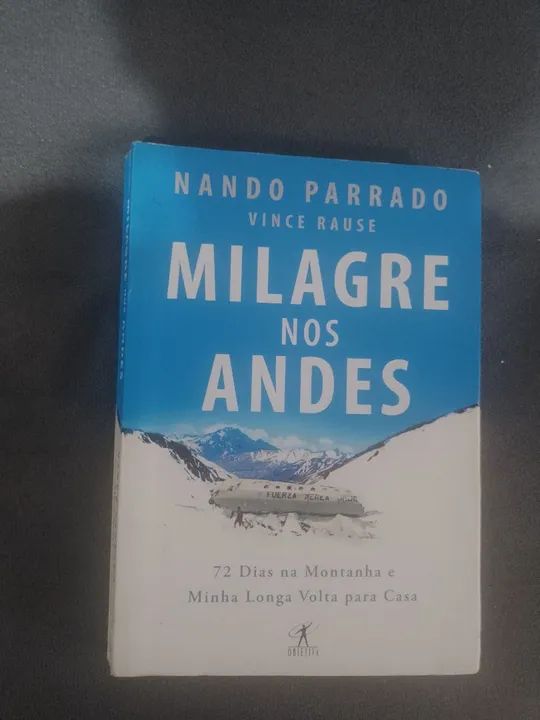 NANDO PARRADO
VINCE RAUSE
MILAGRE
NOS
ANDES
FUERZA AEREA
72 Dias na Montanha e
Minha Longa Volta para Casa
OBJETIVA